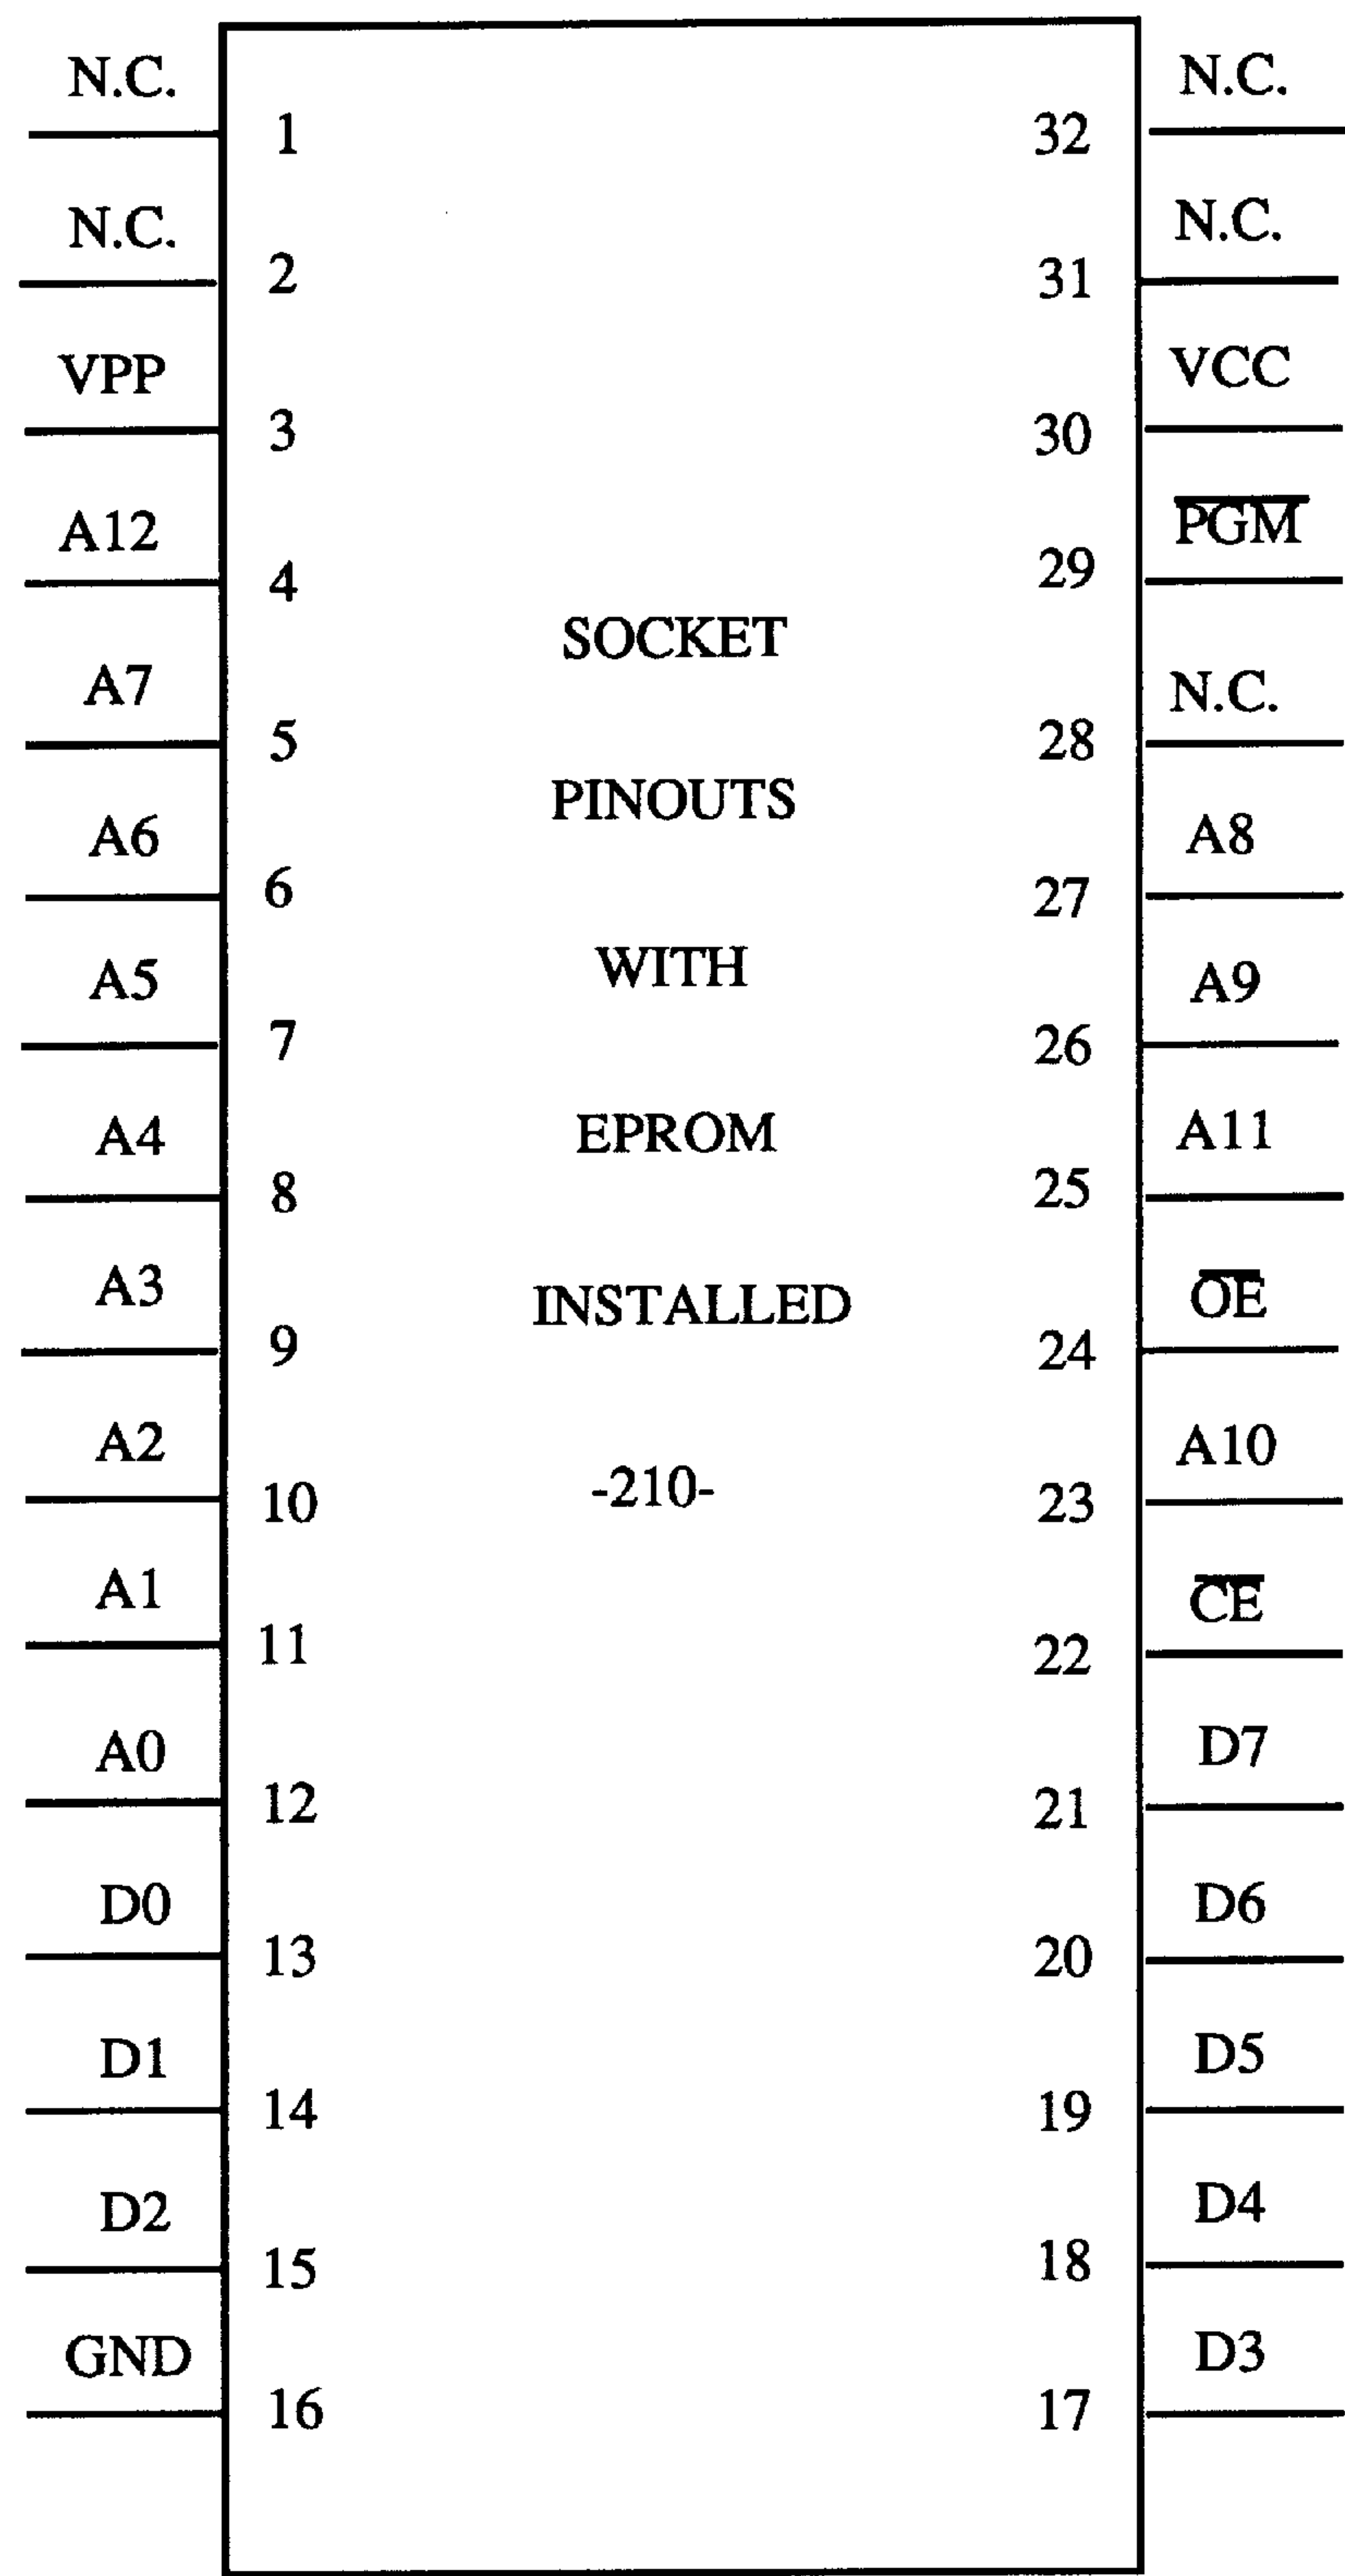 N.C. 1 32 N.C.
N.C. 2 31 N.C.
VPP 3 30 VCC
A12 4 29 P̅G̅M̅
SOCKET
A7 5 28 N.C.
PINOUTS
A6 6 27 A8
WITH
A5 7 26 A9
EPROM
A4 8 25 A11
INSTALLED
A3 9 24 O̅E̅
A2 10 -210- 23 A10
A1 11 22 C̅E̅
A0 12 21 D7
D0 13 20 D6
D1 14 19 D5
D2 15 18 D4
GND 16 17 D3